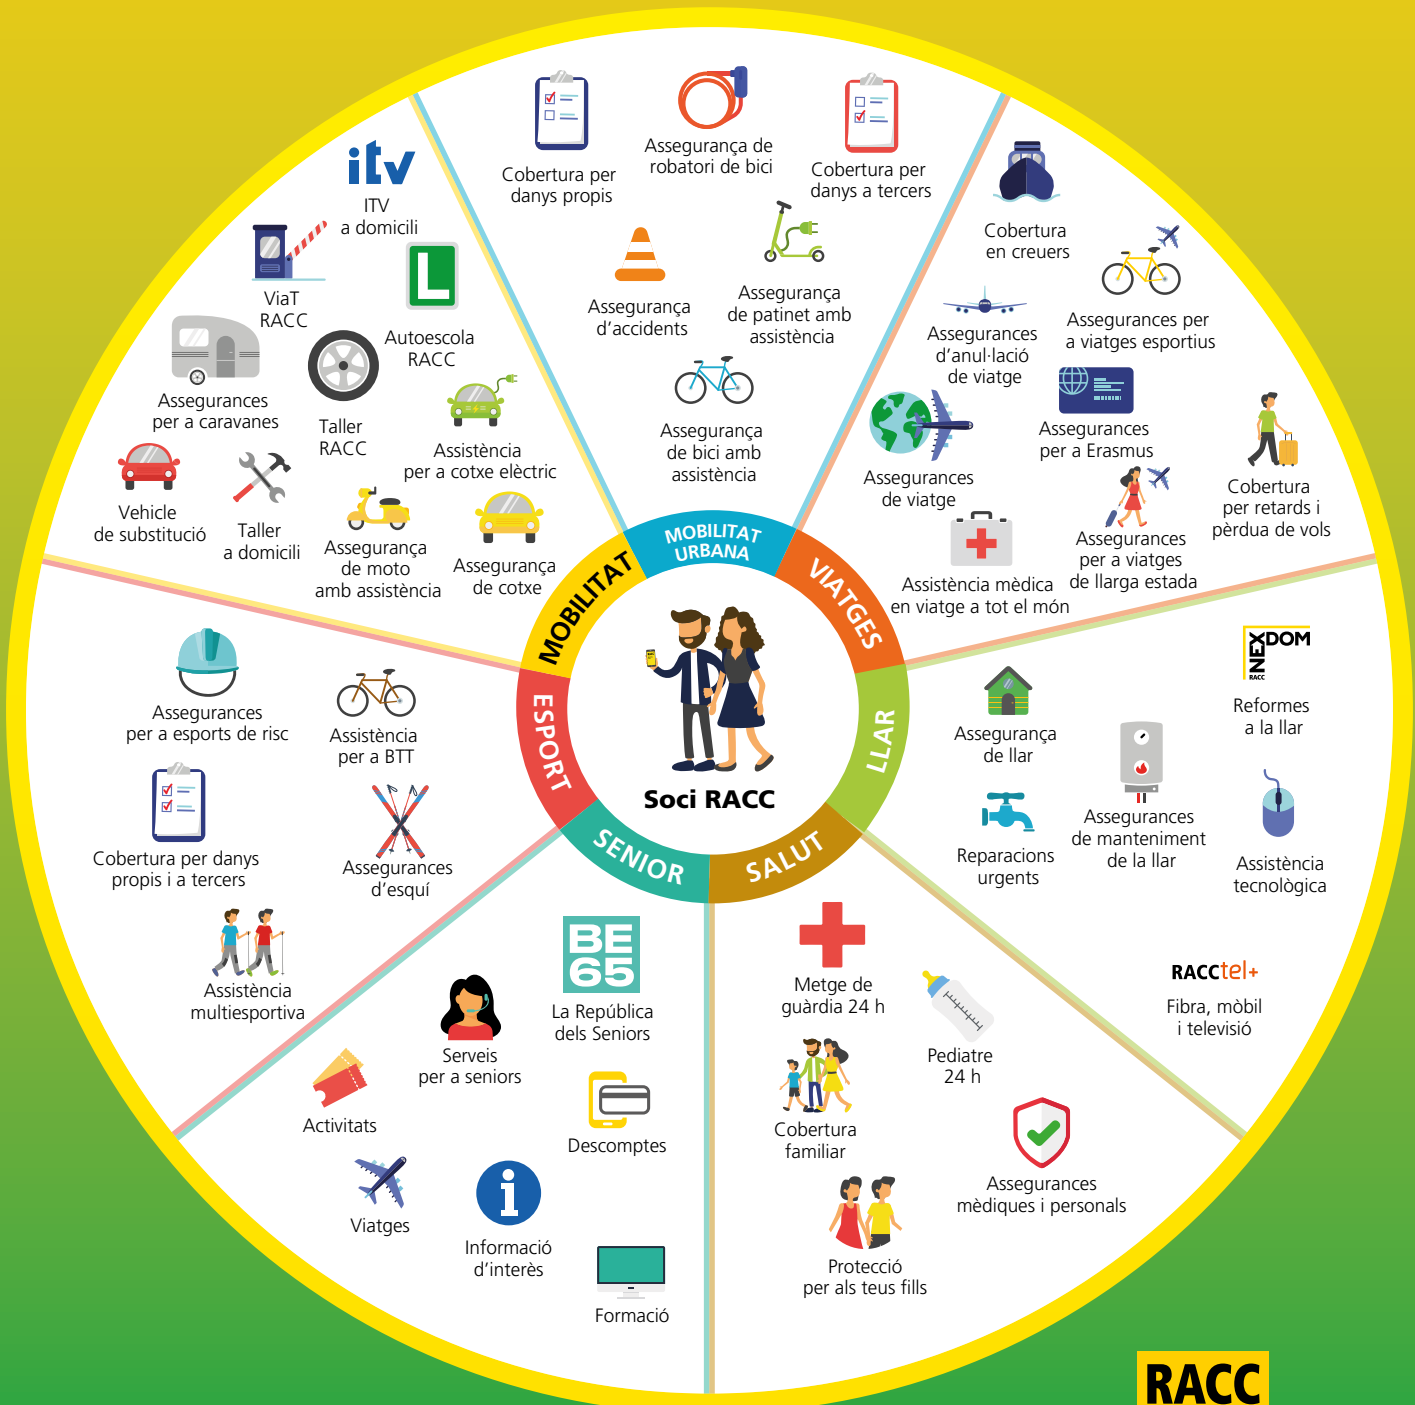 Cobertura per
danys propis
Assegurança de
robatori de bici
Cobertura per
danys a tercers
Assegurança
d'accidents
Assegurança
de patinet amb
assistència
Assegurança
de bici amb
assistència
MOBILITAT
URBANA
Cobertura
en creuers
Assegurances per
a viatges esportius
Assegurances
d'anul·lació
de viatge
Assegurances
per a Erasmus
Assegurances
de viatge
Cobertura
per retards i
pèrdua de vols
Assegurances
per a viatges
de llarga estada
Assistència mèdica
en viatge a tot el món
VIATGES
NEXDOM
RACC
Reformes
a la llar
Assegurança
de llar
Assegurances
de manteniment
de la llar
Reparacions
urgents
Assistència
tecnològica
RACCtel+
Fibra, mòbil
i televisió
LLAR
SALUT
Metge de
guàrdia 24 h
Pediatre
24 h
Cobertura
familiar
Assegurances
mèdiques i personals
Protecció
per als teus fills
SENIOR
BE
65
La República
dels Seniors
Serveis
per a seniors
Activitats
Descomptes
Viatges
Informació
d'interès
Formació
ESPORT
Assegurances
per a esports de risc
Assistència
per a BTT
Cobertura per danys
propis i a tercers
Assegurances
d'esquí
Assistència
multiesportiva
MOBILITAT
itv
ITV
a domicili
ViaT
RACC
L
Autoescola
RACC
Assegurances
per a caravanes
Taller
RACC
Assistència
per a cotxe elèctric
Vehicle
de substitució
Taller
a domicili
Assegurança
de moto
amb assistència
Assegurança
de cotxe
Soci RACC
RACC